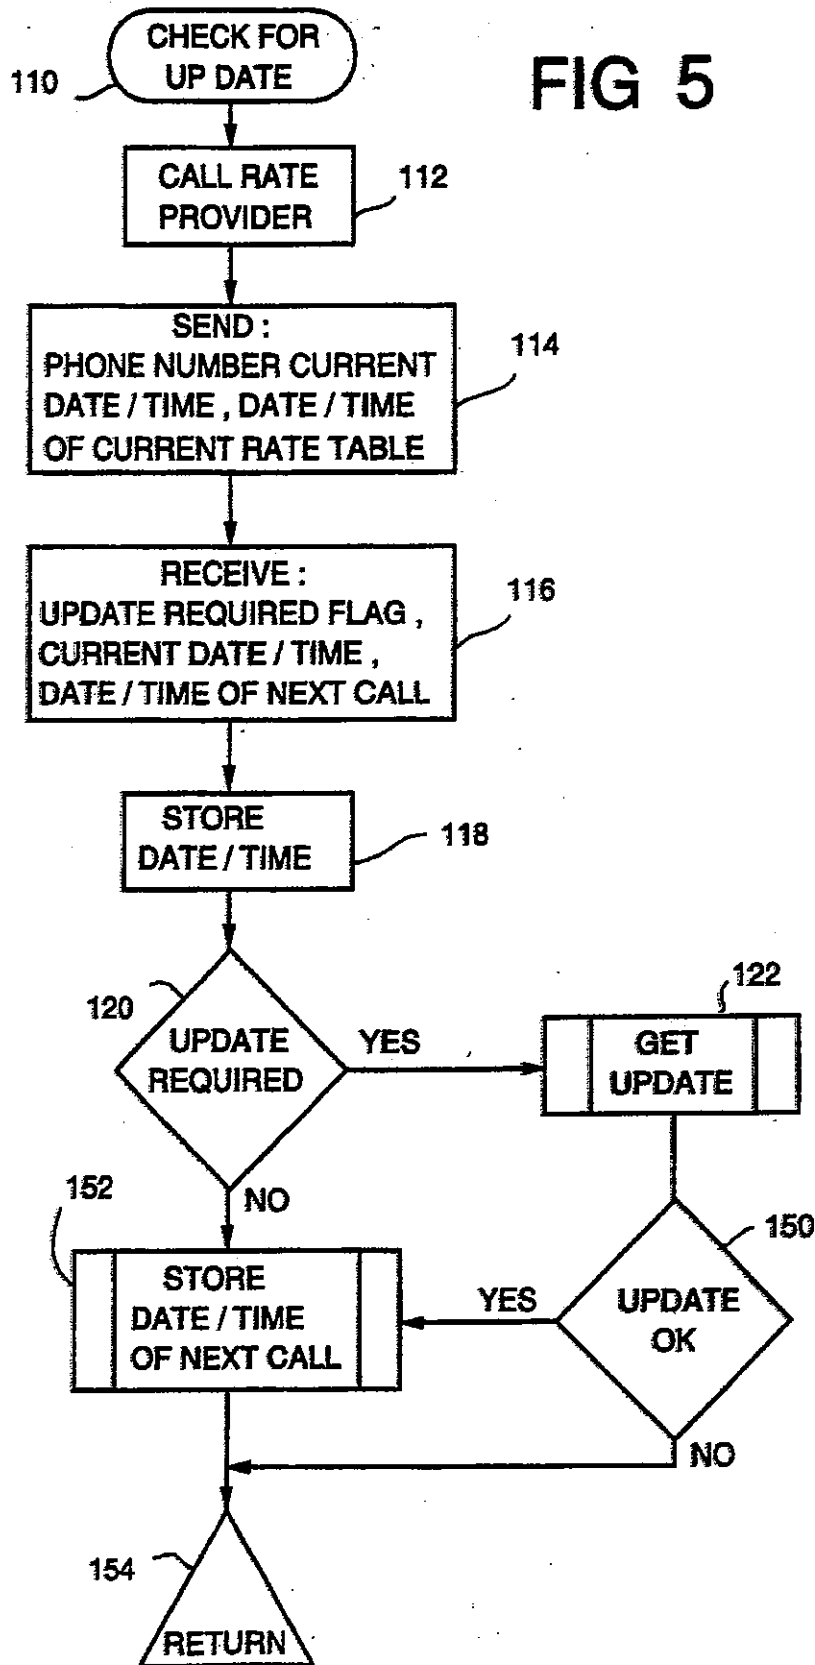 CHECK FOR
UP DATE
110
FIG 5
CALL RATE
PROVIDER
112
SEND :
PHONE NUMBER CURRENT
DATE / TIME , DATE / TIME
OF CURRENT RATE TABLE
114
RECEIVE :
UPDATE REQUIRED FLAG ,
CURRENT DATE / TIME ,
DATE / TIME OF NEXT CALL
116
STORE
DATE / TIME
118
120
UPDATE
REQUIRED
YES
122
GET
UPDATE
NO
152
STORE
DATE / TIME
OF NEXT CALL
YES
150
UPDATE
OK
NO
154
RETURN